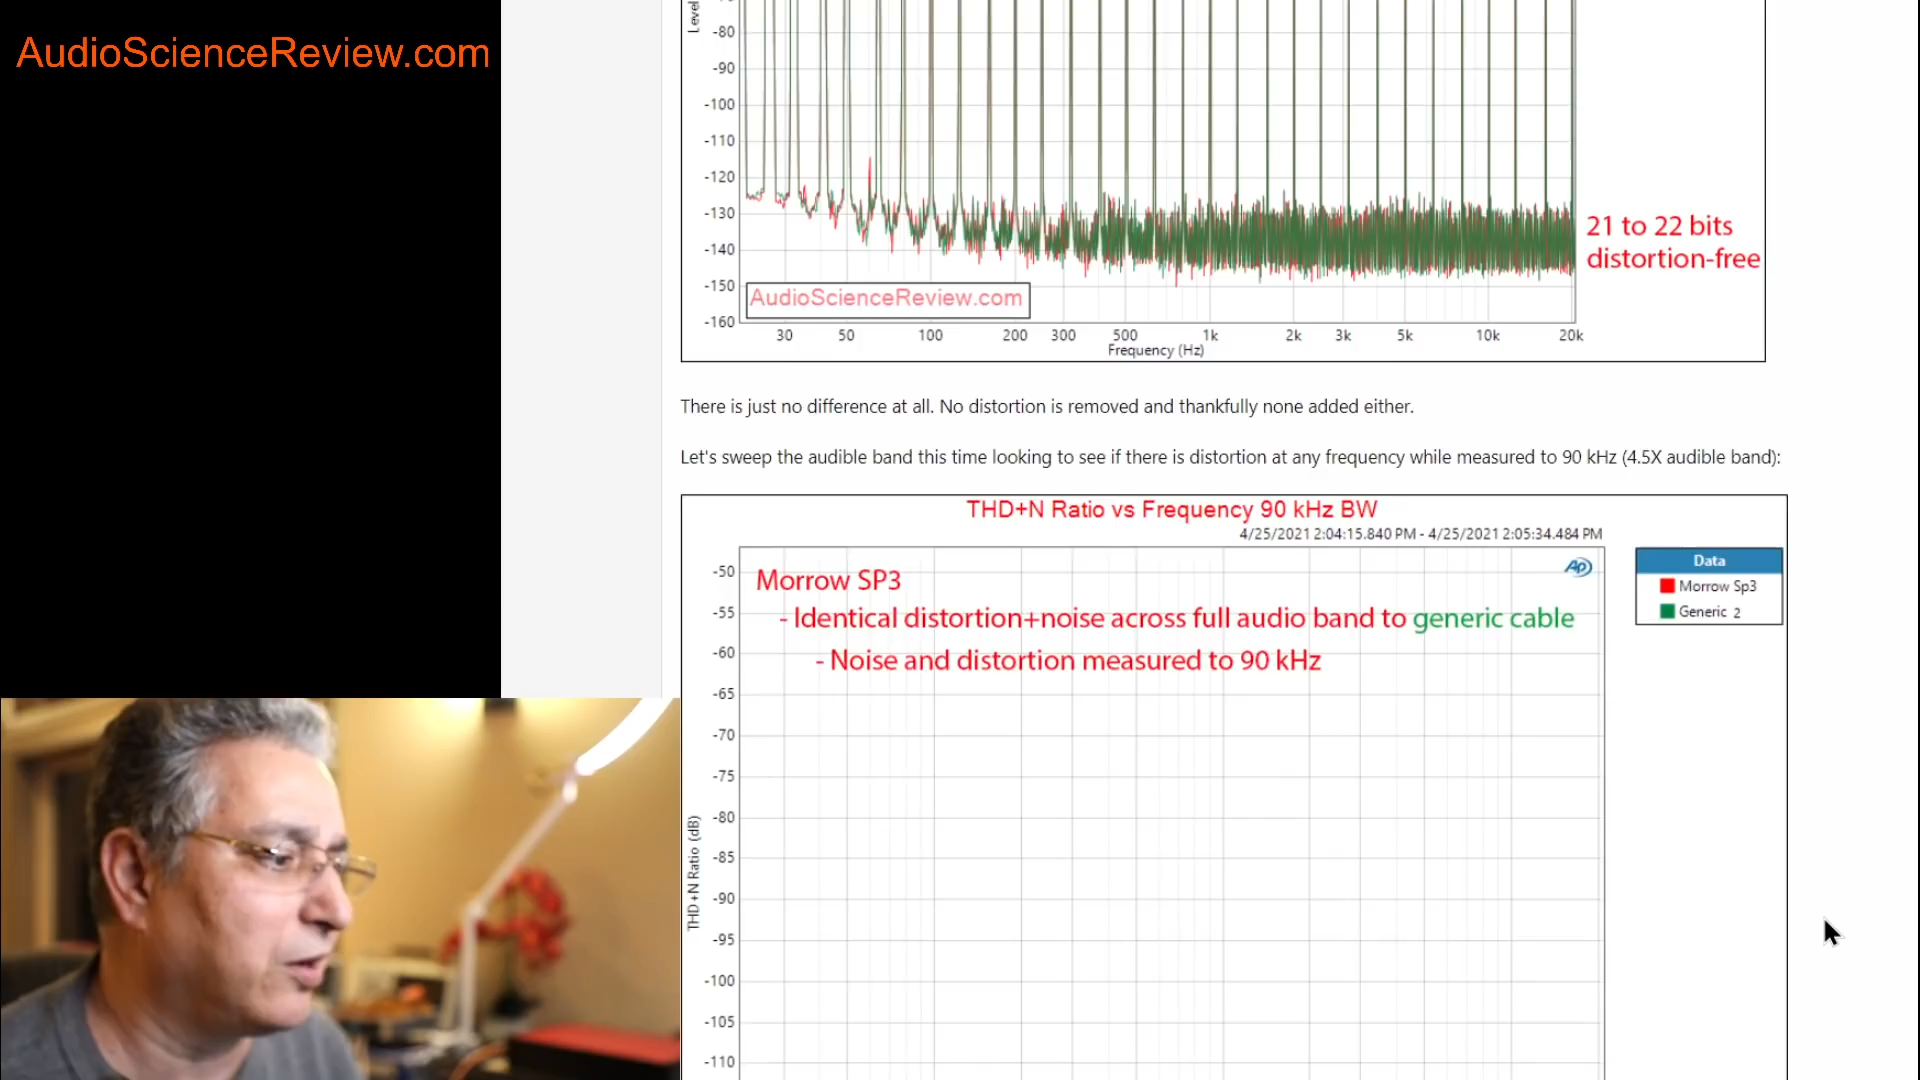 AudioScienceReview.com
-80
-90
-100
-110
-120
-130
-140
-150
-160
Level
AudioScienceReview.com
21 to 22 bits
distortion-free
30 50 100 200 300 500 1k 2k 3k 5k 10k 20k
Frequency (Hz)
There is just no difference at all. No distortion is removed and thankfully none added either.
Let's sweep the audible band this time looking to see if there is distortion at any frequency while measured to 90 kHz (4.5X audible band):
THD+N Ratio vs Frequency 90 kHz BW
4/25/2021 2:04:15.840 PM - 4/25/2021 2:05:34.484 PM
AP
Data
Morrow Sp3
Generic 2
Morrow SP3
- Identical distortion+noise across full audio band to generic cable
- Noise and distortion measured to 90 kHz
-50
-55
-60
-65
-70
-75
-80
-85
-90
-95
-100
-105
-110
THD+N Ratio (dB)